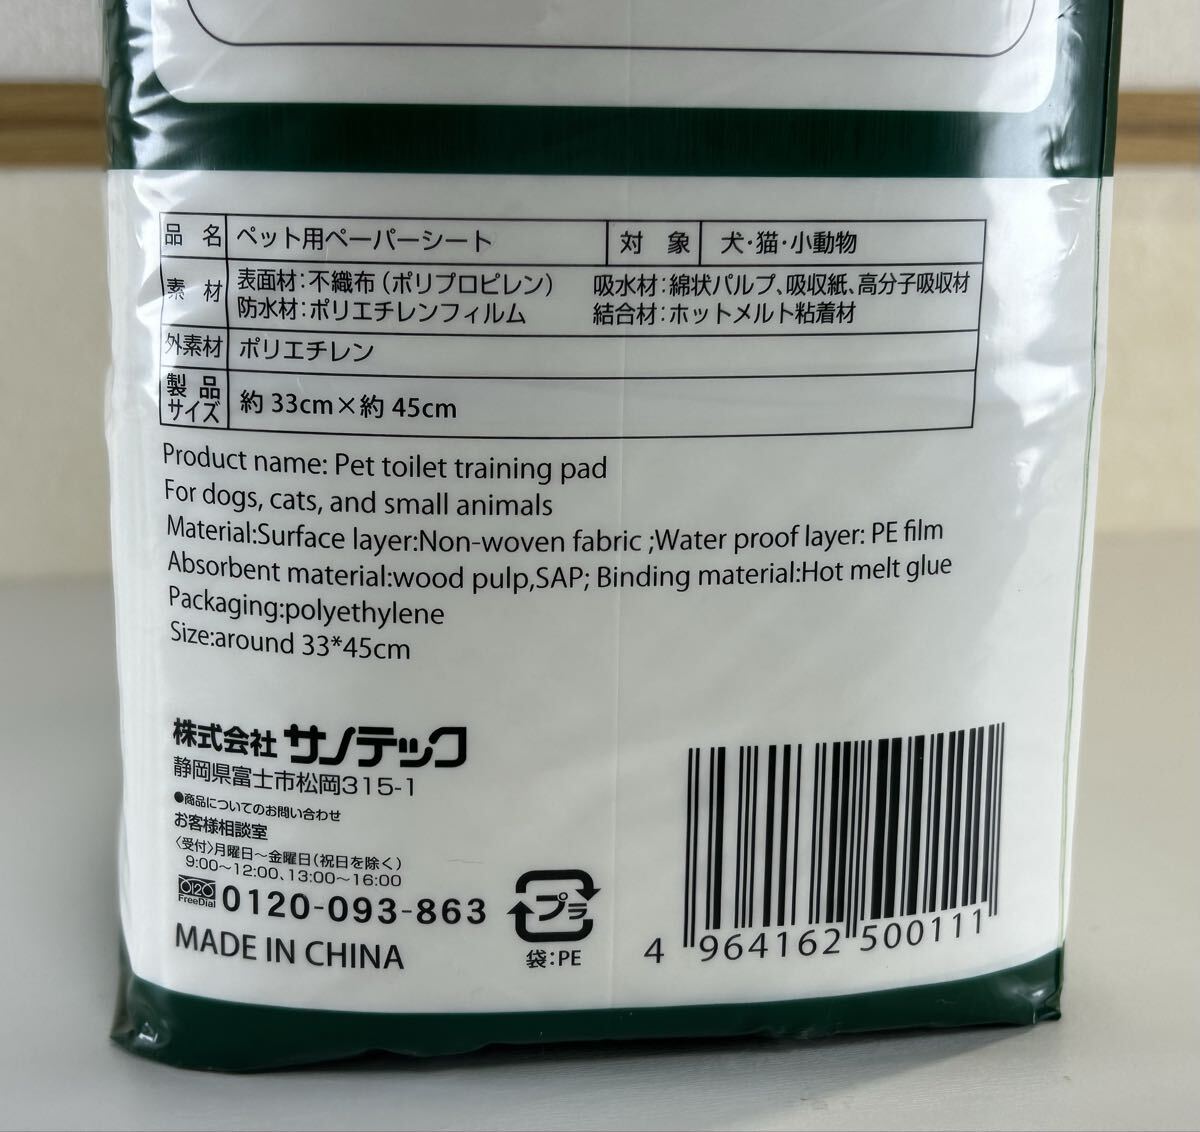 品名 ペット用ペーパーシート 対象 犬・猫・小動物
素材 表面材：不織布（ポリプロピレン） 吸水材：綿状パルプ、吸収紙、高分子吸収材
防水材：ポリエチレンフィルム 結合材：ホットメルト粘着材
外素材 ポリエチレン
製品サイズ 約 33cm×約 45cm
Product name: Pet toilet training pad
For dogs, cats, and small animals
Material:Surface layer:Non-woven fabric ;Water proof layer: PE film
Absorbent material:wood pulp,SAP; Binding material:Hot melt glue
Packaging:polyethylene
Size:around 33*45cm
株式会社 サノテック
静岡県富士市松岡315-1
●商品についてのお問い合わせ
お客様相談室
〈受付〉月曜日～金曜日（祝日を除く）
9:00～12:00、13:00～16:00
FreeDial 0120-093-863
MADE IN CHINA
プラ
袋：PE
4 964162 500111